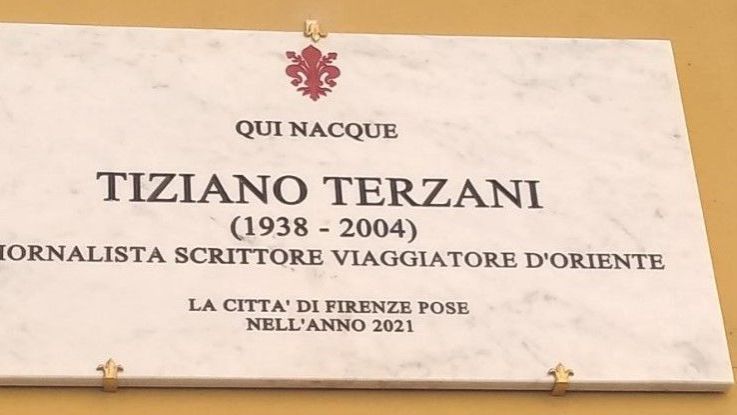 QUI NACQUE
TIZIANO TERZANI
(1938 - 2004)
IORNALISTA SCRITTORE VIAGGIATORE D'ORIENTE
LA CITTA' DI FIRENZE POSE
NELL'ANNO 2021